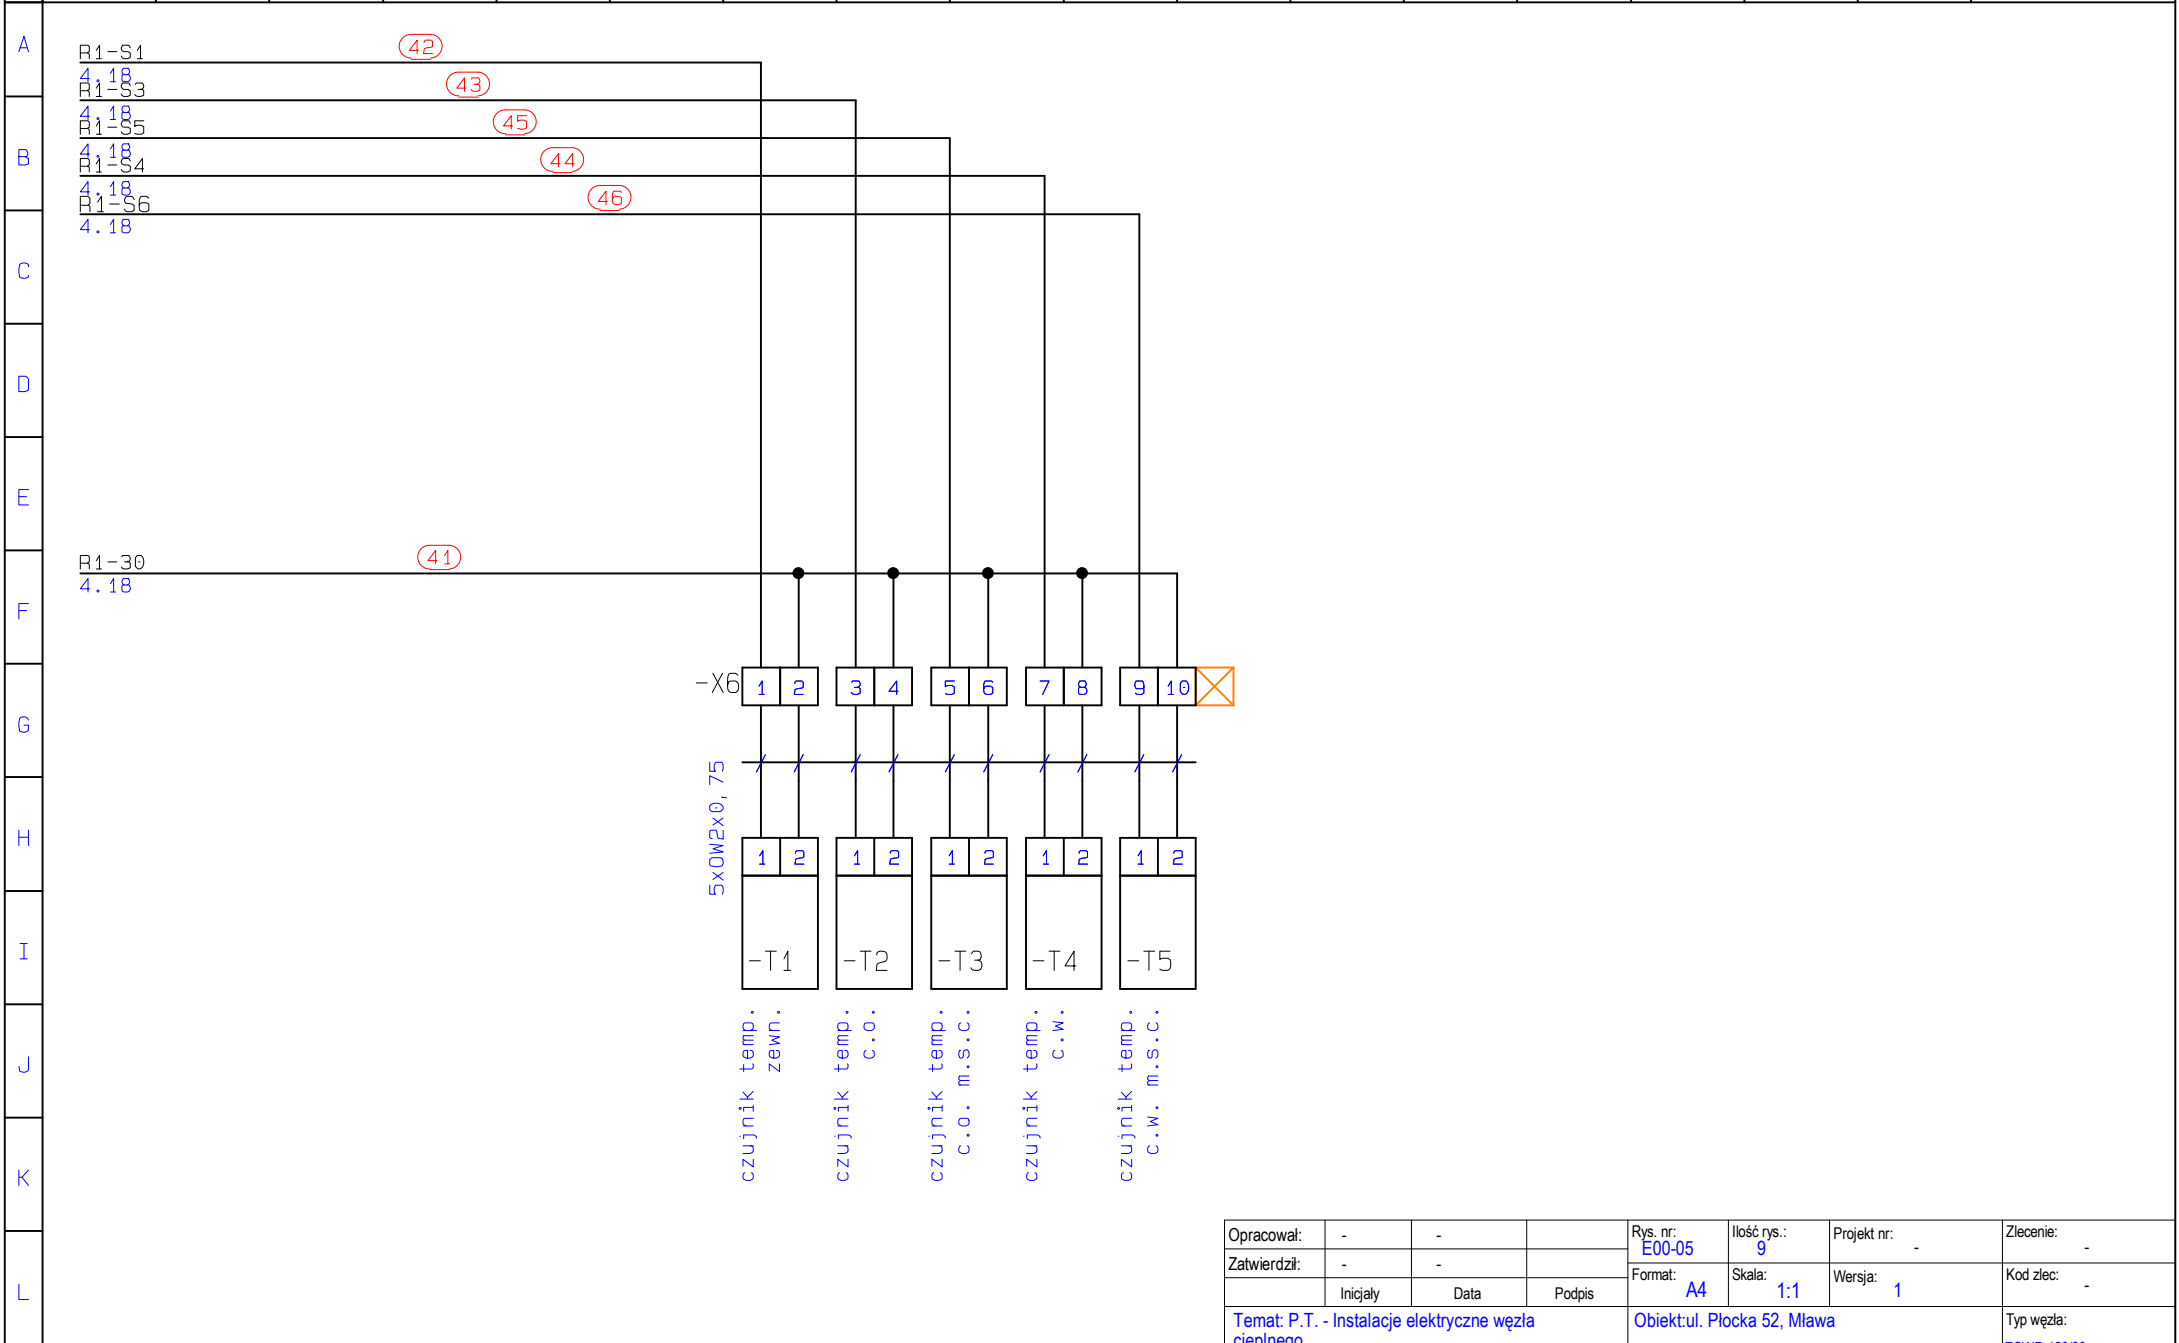 A
R1-S1
42
4.18
R1-S3
43
4.18
R1-S5
45
B
4.18
R1-S4
44
4.18
R1-S6
46
4.18
C
D
E
R1-30
41
4.18
F
-X6 1 2 3 4 5 6 7 8 9 10
G
5xOW2x0,75
H
1 2 1 2 1 2 1 2 1 2
I
-T1 -T2 -T3 -T4 -T5
czujnik temp.
zewn.
czujnik temp.
c.o.
czujnik temp.
c.o. m.s.c.
czujnik temp.
c.w.
czujnik temp.
c.w. m.s.c.
J
K
L
Opracował: - -
Zatwierdził: - -
Inicjały Data Podpis
Rys. nr: E00-05
Ilość rys.: 9
Projekt nr: -
Zlecenie: -
Format: A4
Skala: 1:1
Wersja: 1
Kod zlec: -
Temat: P.T. - Instalacje elektryczne węzła
cieplnego
Obiekt:ul. Płocka 52, Mława
Typ węzła: